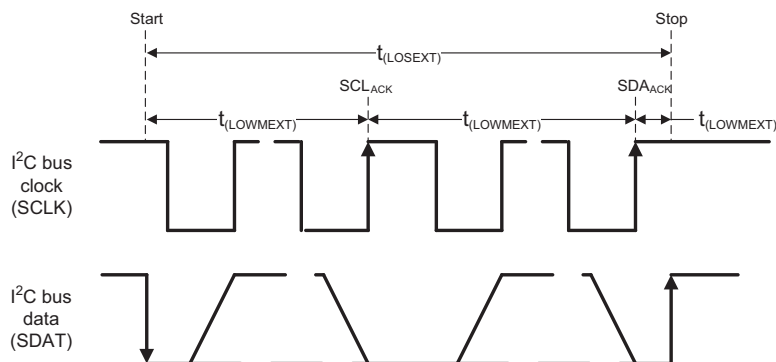 Start
Stop
t(LOSEXT)
SCLACK
SDAACK
t(LOWMEXT)
t(LOWMEXT)
t(LOWMEXT)
I2C bus
clock
(SCLK)
I2C bus
data
(SDAT)